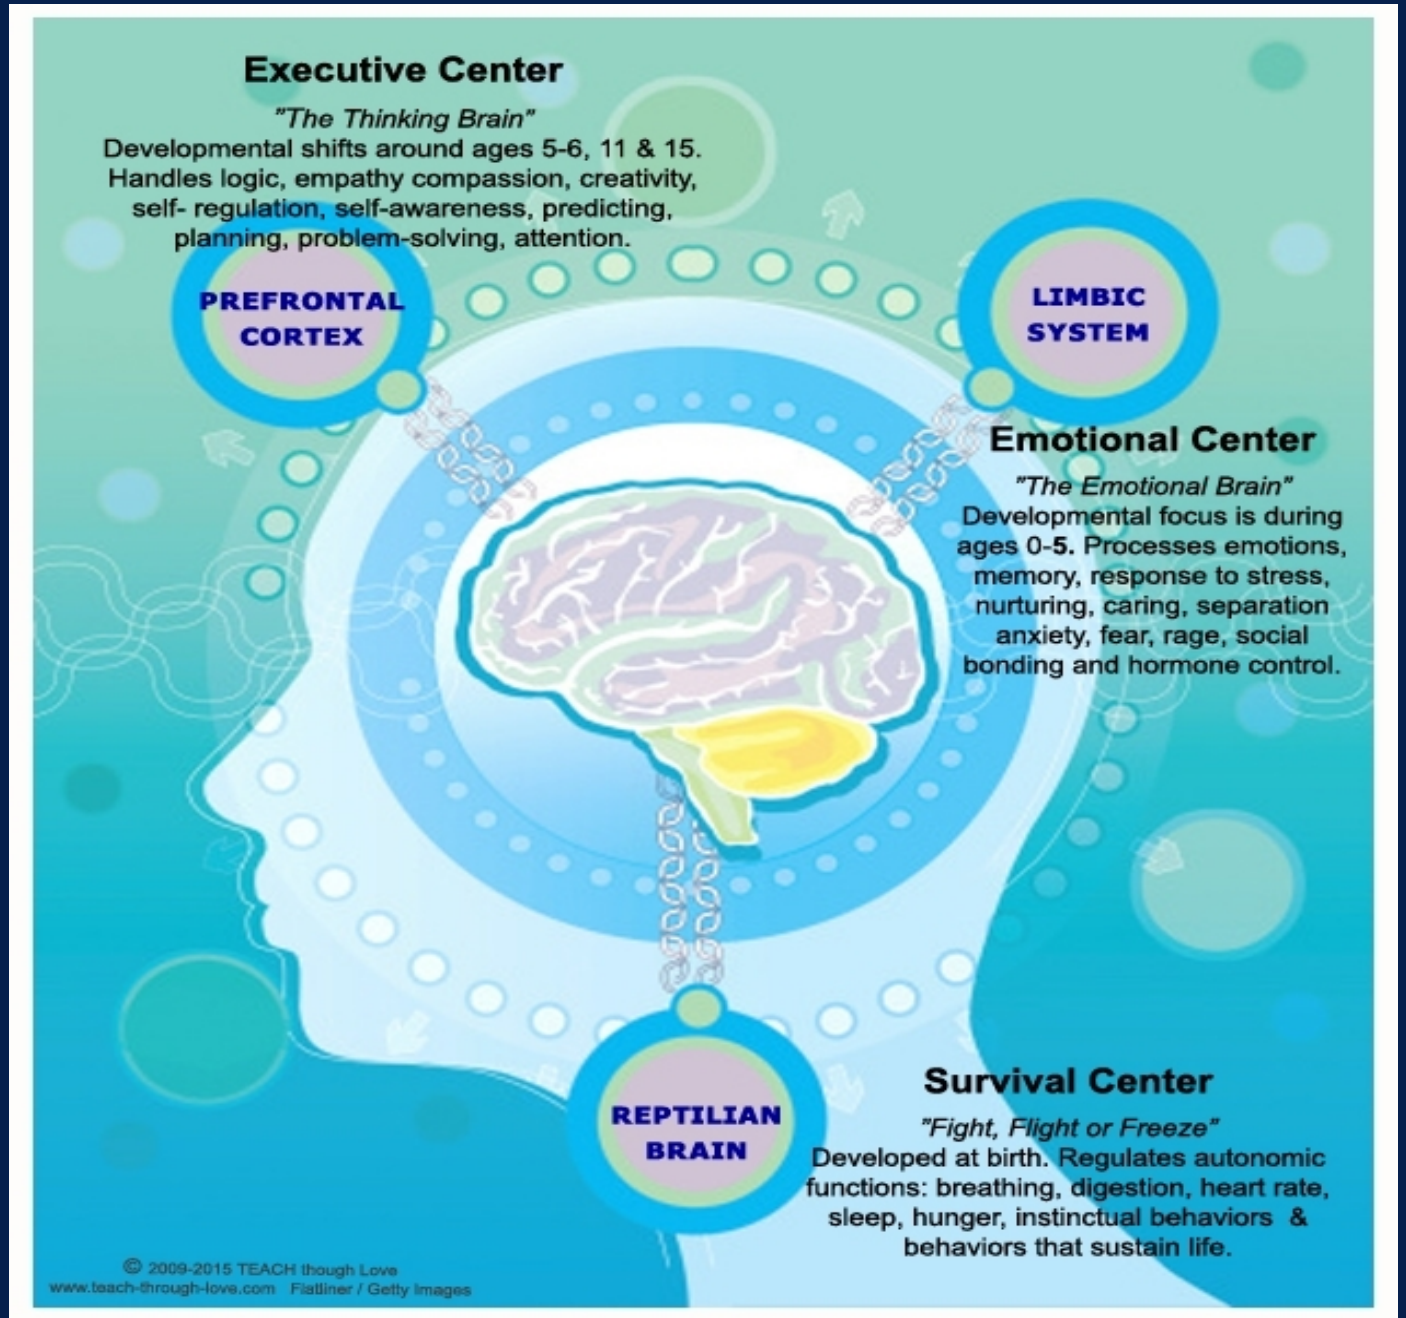 Executive Center
"The Thinking Brain"
Developmental shifts around ages 5-6, 11 & 15.
Handles logic, empathy compassion, creativity,
self- regulation, self-awareness, predicting,
planning, problem-solving, attention.
PREFRONTAL
CORTEX
LIMBIC
SYSTEM
Emotional Center
"The Emotional Brain"
Developmental focus is during
ages 0-5. Processes emotions,
memory, response to stress,
nurturing, caring, separation
anxiety, fear, rage, social
bonding and hormone control.
REPTILIAN
BRAIN
Survival Center
"Fight, Flight or Freeze"
Developed at birth. Regulates autonomic
functions: breathing, digestion, heart rate,
sleep, hunger, instinctual behaviors &
behaviors that sustain life.
© 2009-2015 TEACH though Love
www.teach-through-love.com Flatliner / Getty Images